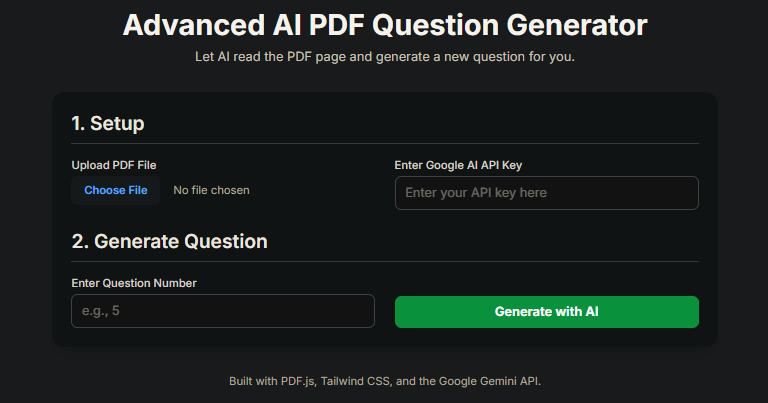 Advanced AI PDF Question Generator
Let AI read the PDF page and generate a new question for you.
1. Setup
Upload PDF File
Choose File No file chosen
Enter Google AI API Key
Enter your API key here
2. Generate Question
Enter Question Number
e.g., 5
Generate with AI
Built with PDF.js, Tailwind CSS, and the Google Gemini API.